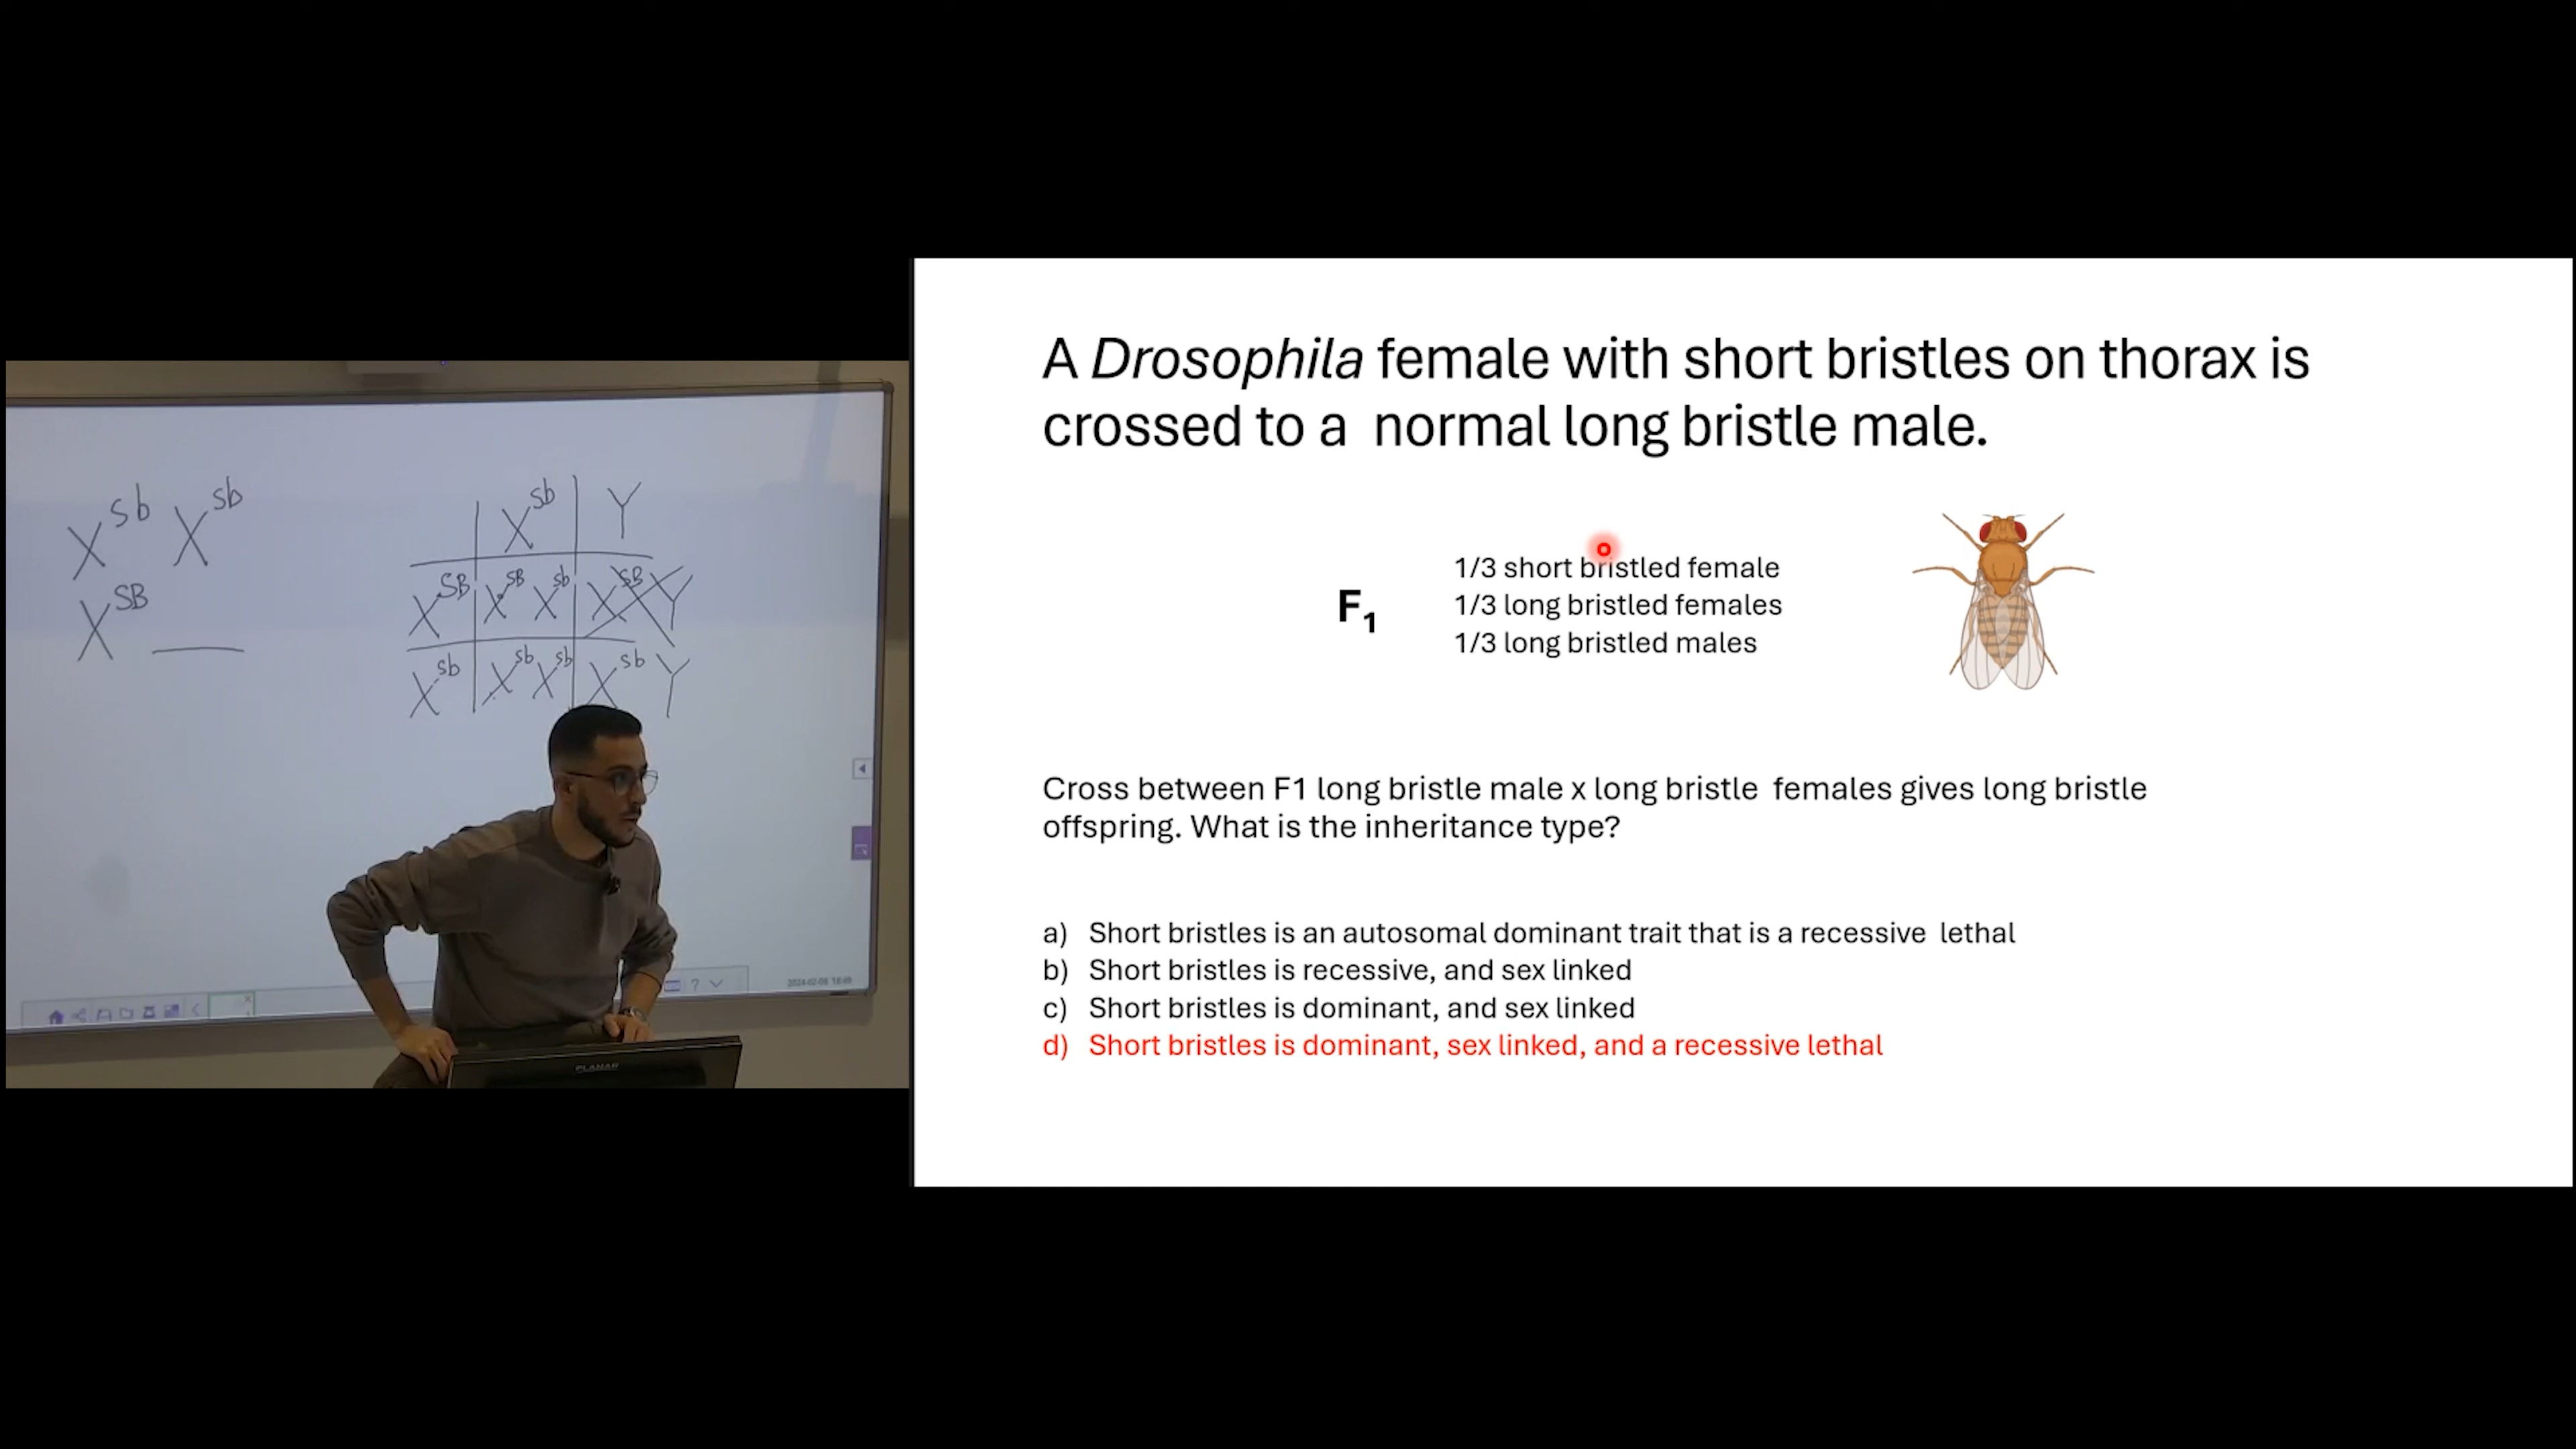 X^Sb X^sb
X^SB ___
X^sb Y
X^SB X^SB X^sb X^SB Y
X^sb X^sb X^sb X^sb Y
PLANAR
A Drosophila female with short bristles on thorax is
crossed to a normal long bristle male.
F₁
1/3 short bristled female
1/3 long bristled females
1/3 long bristled males
Cross between F1 long bristle male x long bristle females gives long bristle
offspring. What is the inheritance type?
a) Short bristles is an autosomal dominant trait that is a recessive lethal
b) Short bristles is recessive, and sex linked
c) Short bristles is dominant, and sex linked
d) Short bristles is dominant, sex linked, and a recessive lethal